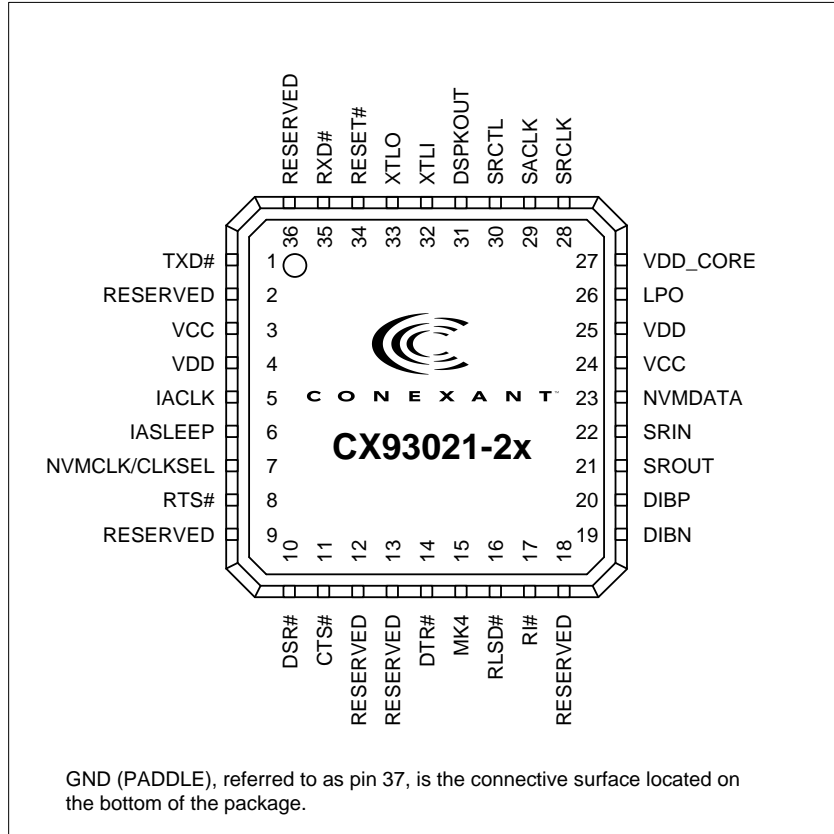 RESERVED
RXD#
RESET#
XTLO
XTLI
DSPKOUT
SRCTL
SACLK
SRCLK
36
35
34
33
32
31
30
29
28
TXD# 1
RESERVED 2
VCC 3
VDD 4
IACLK 5
IASLEEP 6
NVMCLK/CLKSEL 7
RTS# 8
RESERVED 9
CONEXANT™
CX93021-2x
27 VDD_CORE
26 LPO
25 VDD
24 VCC
23 NVMDATA
22 SRIN
21 SROUT
20 DIBP
19 DIBN
10
11
12
13
14
15
16
17
18
DSR#
CTS#
RESERVED
RESERVED
DTR#
MK4
RLSD#
RI#
RESERVED
GND (PADDLE), referred to as pin 37, is the connective surface located on
the bottom of the package.